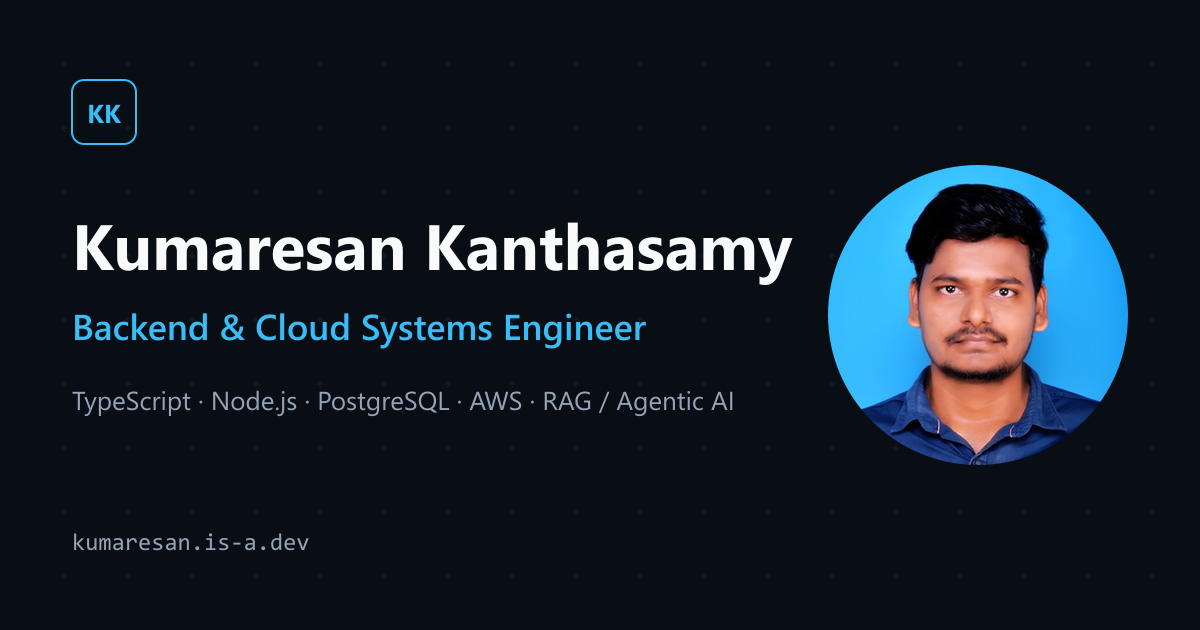 KK
Kumaresan Kanthasamy
Backend & Cloud Systems Engineer
TypeScript · Node.js · PostgreSQL · AWS · RAG / Agentic AI
kumaresan.is-a.dev